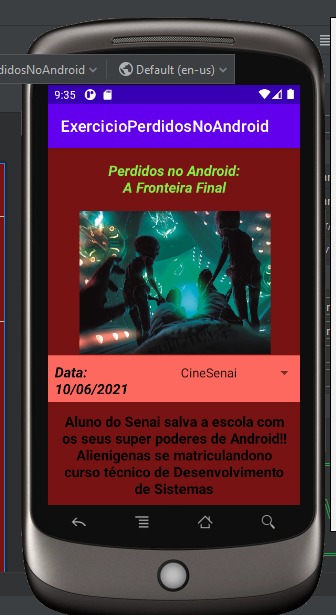 didosNoAndroid
Default (en-us)
9:35
ExercicioPerdidosNoAndroid
Perdidos no Android:
A Fronteira Final
Data:
10/06/2021
CineSenai
Aluno do Senai salva a escola com
os seus super poderes de Android!!
Alienigenas se matriculandono
curso técnico de Desenvolvimento
de Sistemas